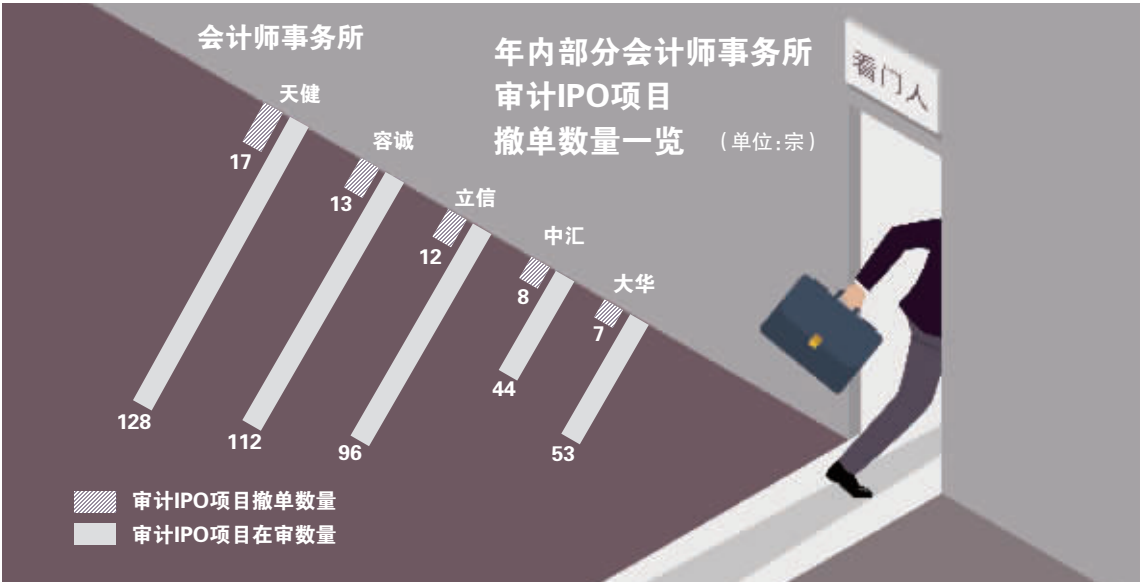 会计师事务所
年内部分会计师事务所
审计IPO项目
撤单数量一览 （单位:宗）
看门人
天健
17
128
容诚
13
112
立信
12
96
中汇
8
44
大华
7
53
审计IPO项目撤单数量
审计IPO项目在审数量